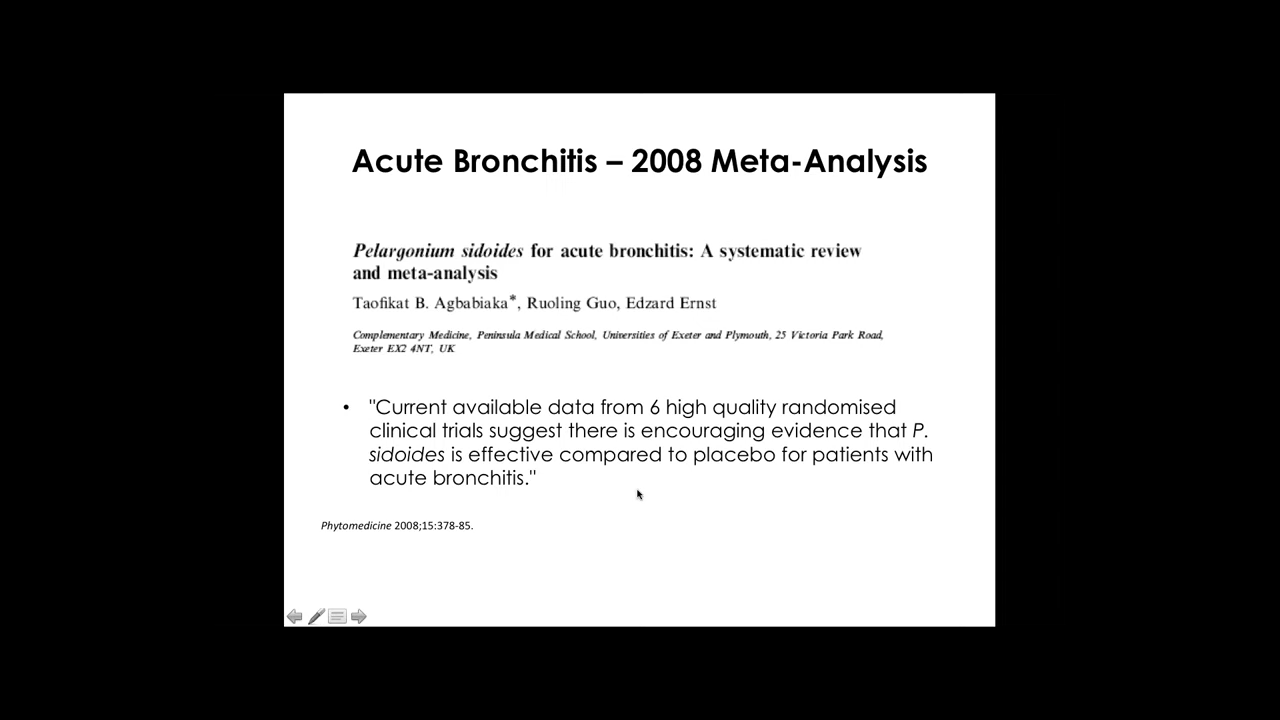 Acute Bronchitis – 2008 Meta-Analysis
Pelargonium sidoides for acute bronchitis: A systematic review
and meta-analysis
Taofikat B. Agbabiaka*, Ruoling Guo, Edzard Ernst
Complementary Medicine, Peninsula Medical School, Universities of Exeter and Plymouth, 25 Victoria Park Road,
Exeter EX2 4NT, UK
• "Current available data from 6 high quality randomised
clinical trials suggest there is encouraging evidence that P.
sidoides is effective compared to placebo for patients with
acute bronchitis."
Phytomedicine 2008;15:378-85.